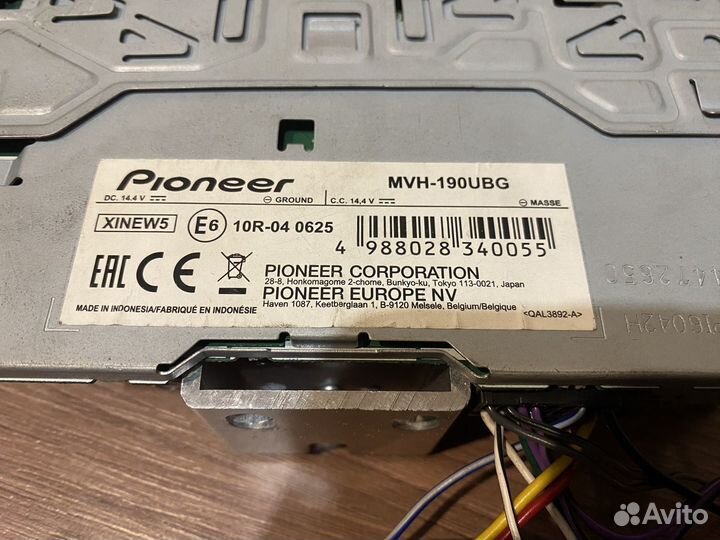 Pioneer MVH-190UBG
DC. 14.4 V ⎓ ⊖ GROUND C.C. 14,4 V ⎓ ⊖ MASSE
XINEW5 E6 10R-04 0625
4 988028 340055
EAC CE PIONEER CORPORATION
28-8, Honkomagome 2-chome, Bunkyo-ku, Tokyo 113-0021, Japan
PIONEER EUROPE NV
Haven 1087, Keetberglaan 1, B-9120 Melsele, Belgium/Belgique
MADE IN INDONESIA/FABRIQUÉ EN INDONÉSIE <QAL3892-A>
Avito